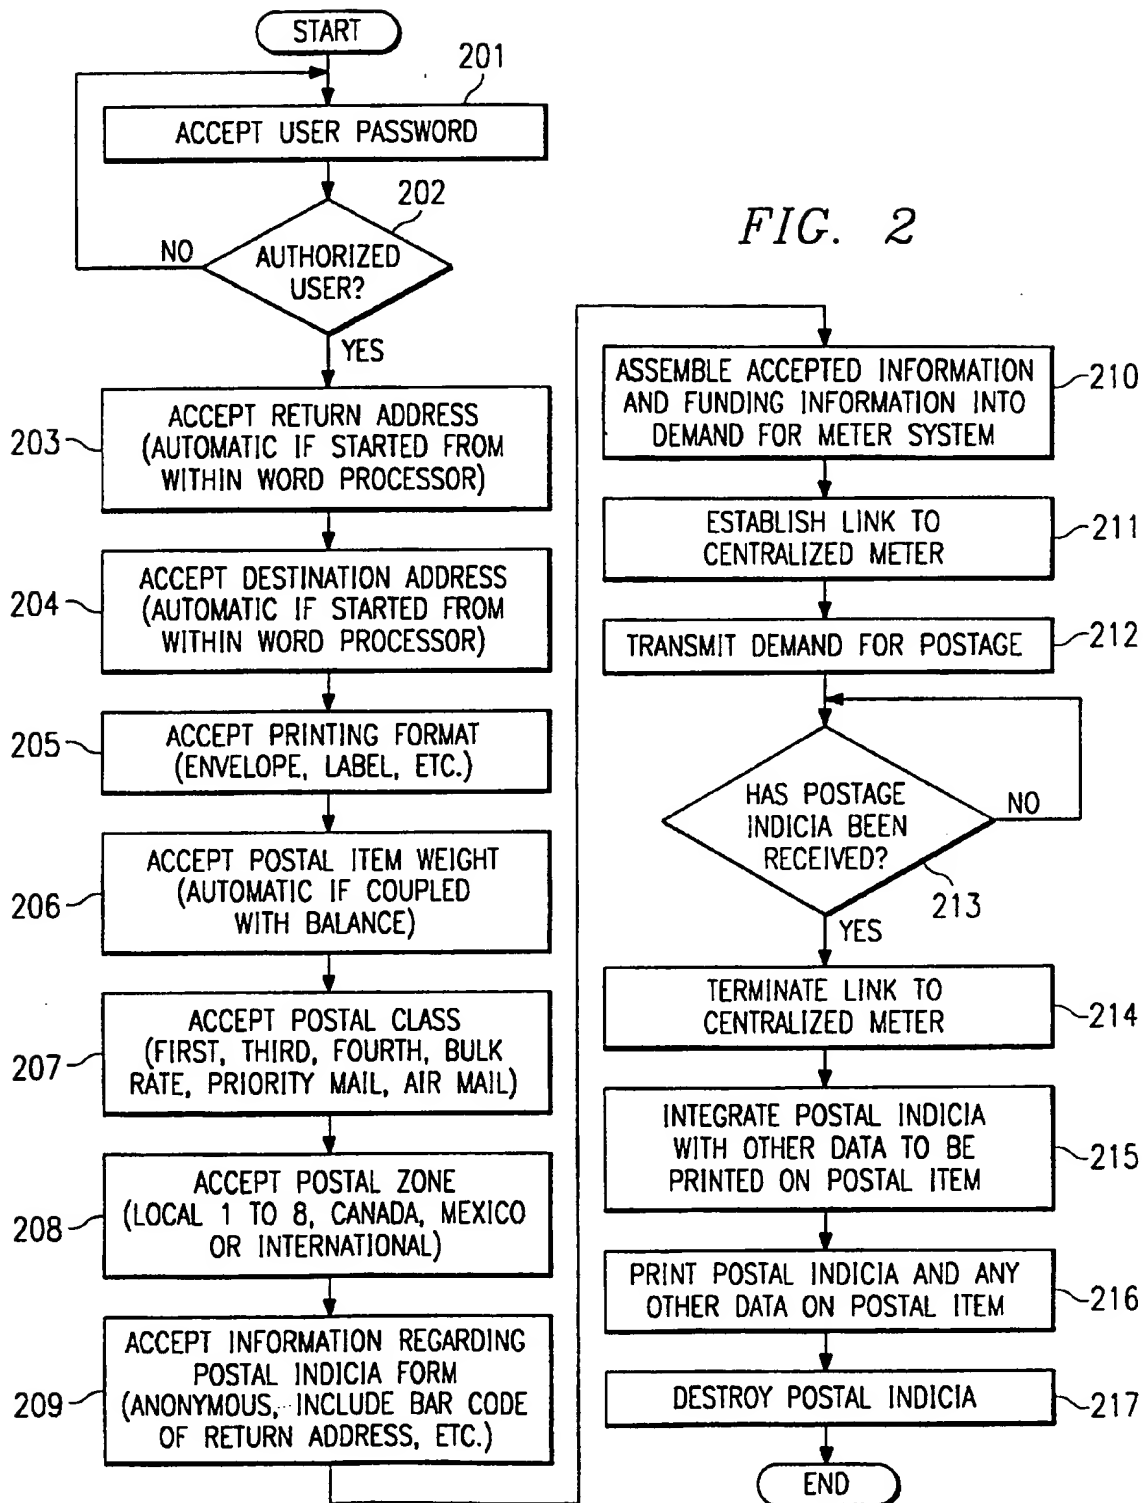 START
201
ACCEPT USER PASSWORD
202
AUTHORIZED
USER?
NO
YES
203
ACCEPT RETURN ADDRESS
(AUTOMATIC IF STARTED FROM
WITHIN WORD PROCESSOR)
204
ACCEPT DESTINATION ADDRESS
(AUTOMATIC IF STARTED FROM
WITHIN WORD PROCESSOR)
205
ACCEPT PRINTING FORMAT
(ENVELOPE, LABEL, ETC.)
206
ACCEPT POSTAL ITEM WEIGHT
(AUTOMATIC IF COUPLED
WITH BALANCE)
207
ACCEPT POSTAL CLASS
(FIRST, THIRD, FOURTH, BULK
RATE, PRIORITY MAIL, AIR MAIL)
208
ACCEPT POSTAL ZONE
(LOCAL 1 TO 8, CANADA, MEXICO
OR INTERNATIONAL)
209
ACCEPT INFORMATION REGARDING
POSTAL INDICIA FORM
(ANONYMOUS, INCLUDE BAR CODE
OF RETURN ADDRESS, ETC.)
FIG. 2
ASSEMBLE ACCEPTED INFORMATION
AND FUNDING INFORMATION INTO
DEMAND FOR METER SYSTEM
210
ESTABLISH LINK TO
CENTRALIZED METER
211
TRANSMIT DEMAND FOR POSTAGE
212
HAS POSTAGE
INDICIA BEEN
RECEIVED?
NO
213
YES
TERMINATE LINK TO
CENTRALIZED METER
214
INTEGRATE POSTAL INDICIA
WITH OTHER DATA TO BE
PRINTED ON POSTAL ITEM
215
PRINT POSTAL INDICIA AND ANY
OTHER DATA ON POSTAL ITEM
216
DESTROY POSTAL INDICIA
217
END